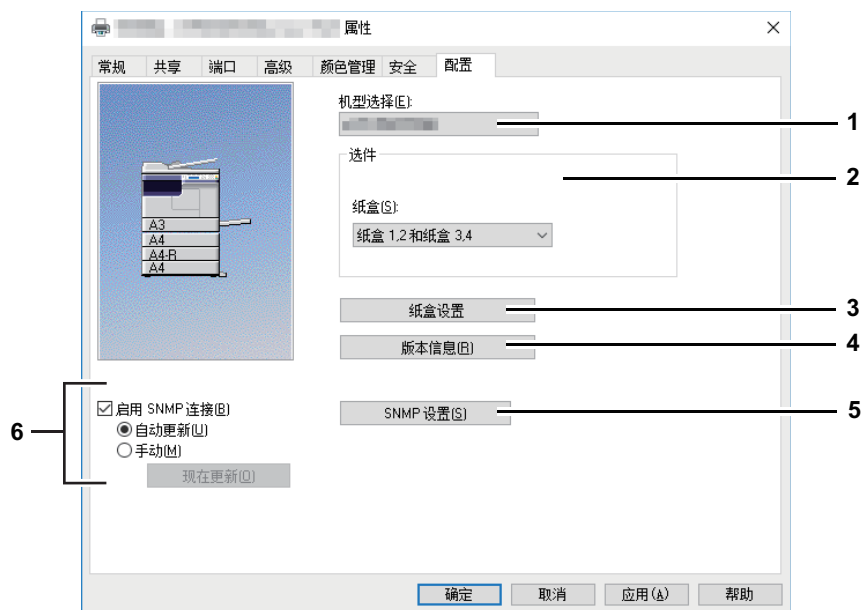 属性
常规 共享 端口 高级 颜色管理 安全 配置
机型选择(E):
1
选件
2
纸盒(S):
纸盒 1,2 和纸盒 3,4
A3
A4
A4-R
A4
纸盒设置
3
版本信息(R)
4
启用 SNMP 连接(B)
SNMP 设置(S)
5
自动更新(U)
6
手动(M)
现在更新(O)
确定 取消 应用(A) 帮助